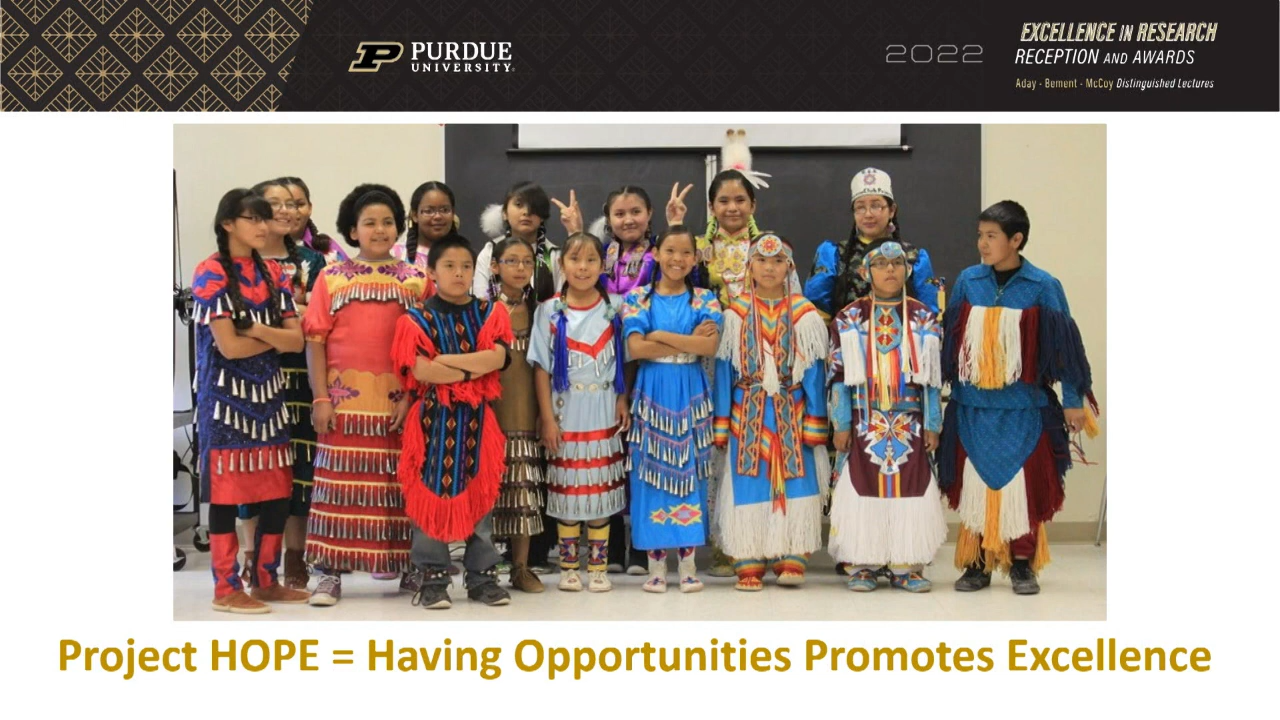 PURDUE
UNIVERSITY
2022
EXCELLENCE IN RESEARCH
RECEPTION AND AWARDS
Aday - Bement - McCoy Distinguished Lectures
Project HOPE = Having Opportunities Promotes Excellence